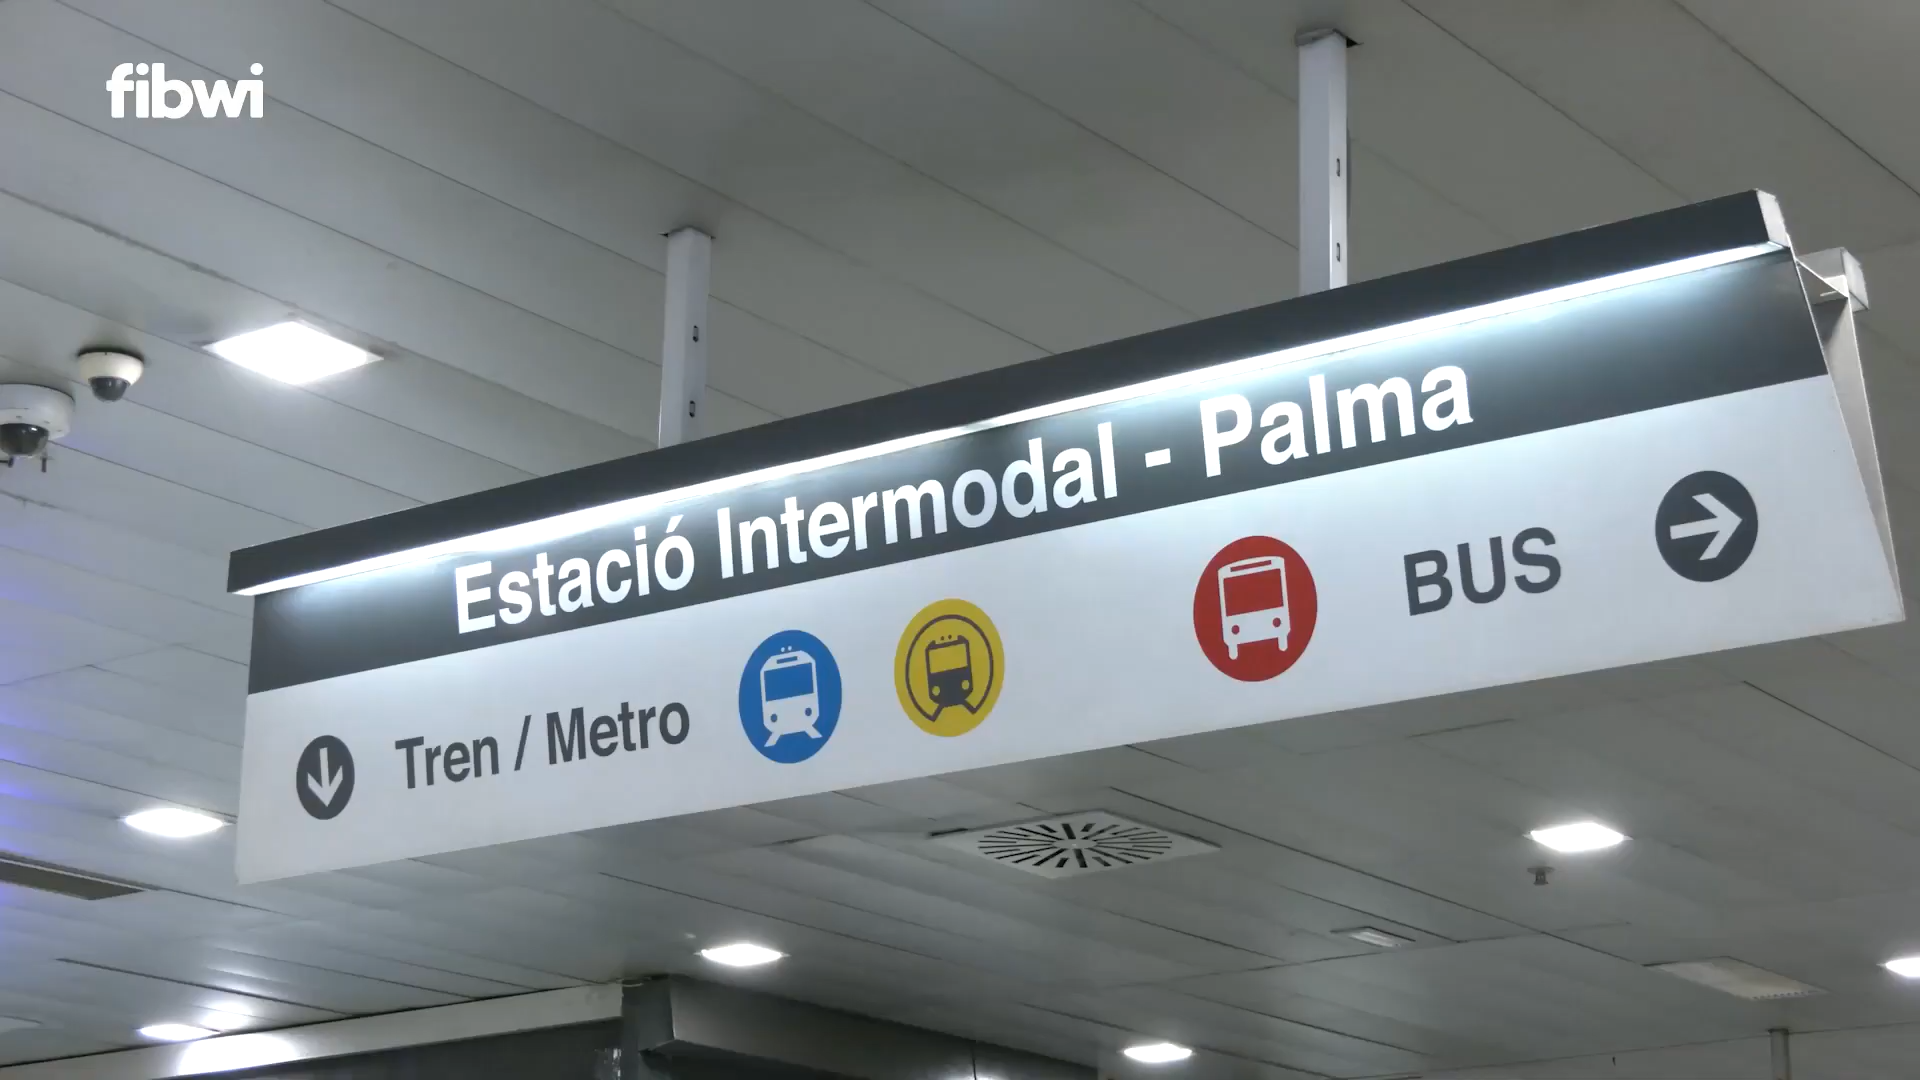 fibwi
Estació Intermodal - Palma
Tren / Metro
BUS